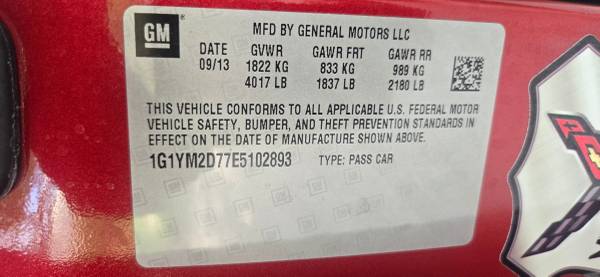 GM
MFD BY GENERAL MOTORS LLC
DATE GVWR GAWR FRT GAWR RR
09/13 1822 KG 833 KG 989 KG
4017 LB 1837 LB 2180 LB
THIS VEHICLE CONFORMS TO ALL APPLICABLE U.S. FEDERAL MOTOR
VEHICLE SAFETY, BUMPER, AND THEFT PREVENTION STANDARDS IN
EFFECT ON THE DATE OF MANUFACTURE SHOWN ABOVE.
1G1YM2D77E5102893 TYPE: PASS CAR